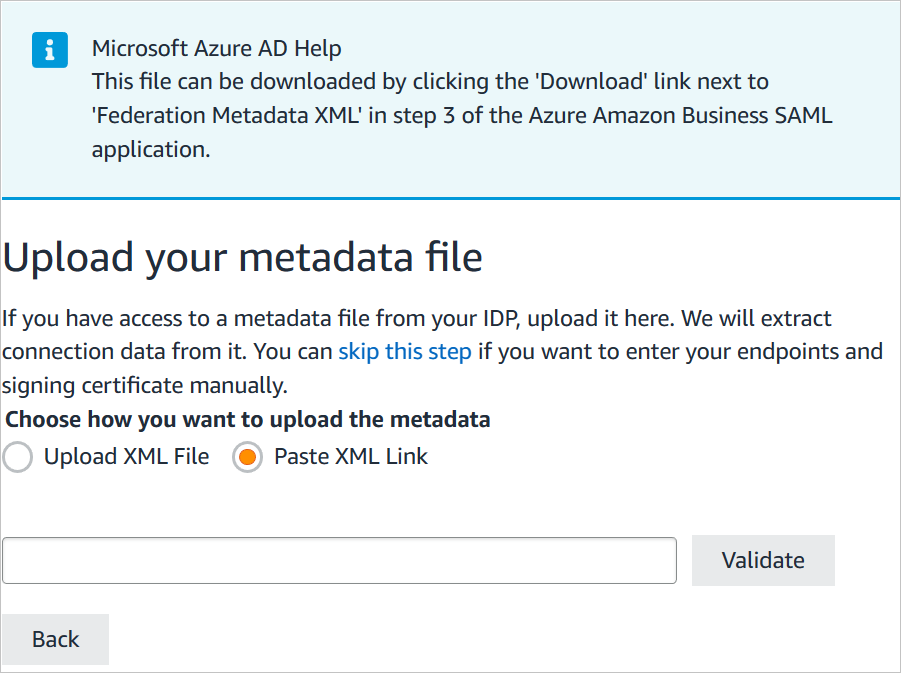 Microsoft Azure AD Help
This file can be downloaded by clicking the 'Download' link next to
'Federation Metadata XML' in step 3 of the Azure Amazon Business SAML
application.
Upload your metadata file
If you have access to a metadata file from your IDP, upload it here. We will extract
connection data from it. You can skip this step if you want to enter your endpoints and
signing certificate manually.
Choose how you want to upload the metadata
Upload XML File Paste XML Link
Validate
Back